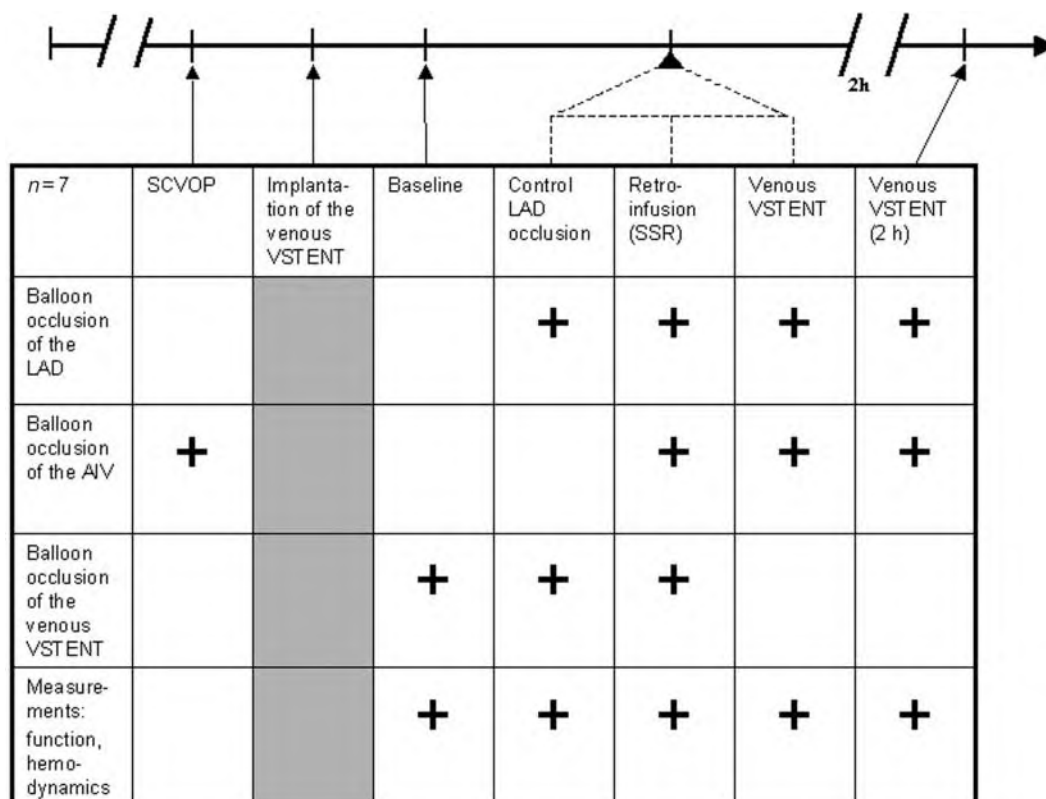 2h
n=7
SCVOP
Implanta-
tion of the
venous
VSTENT
Baseline
Control
LAD
occlusion
Retro-
infusion
(SSR)
Venous
VSTENT
Venous
VSTENT
(2 h)
Balloon
occlusion
of the
LAD
+ + + +
Balloon
occlusion
of the AIV
+ + + +
Balloon
occlusion
of the
venous
VSTENT
+ + +
Measure-
ments:
function,
hemo-
dynamics
+ + + + +